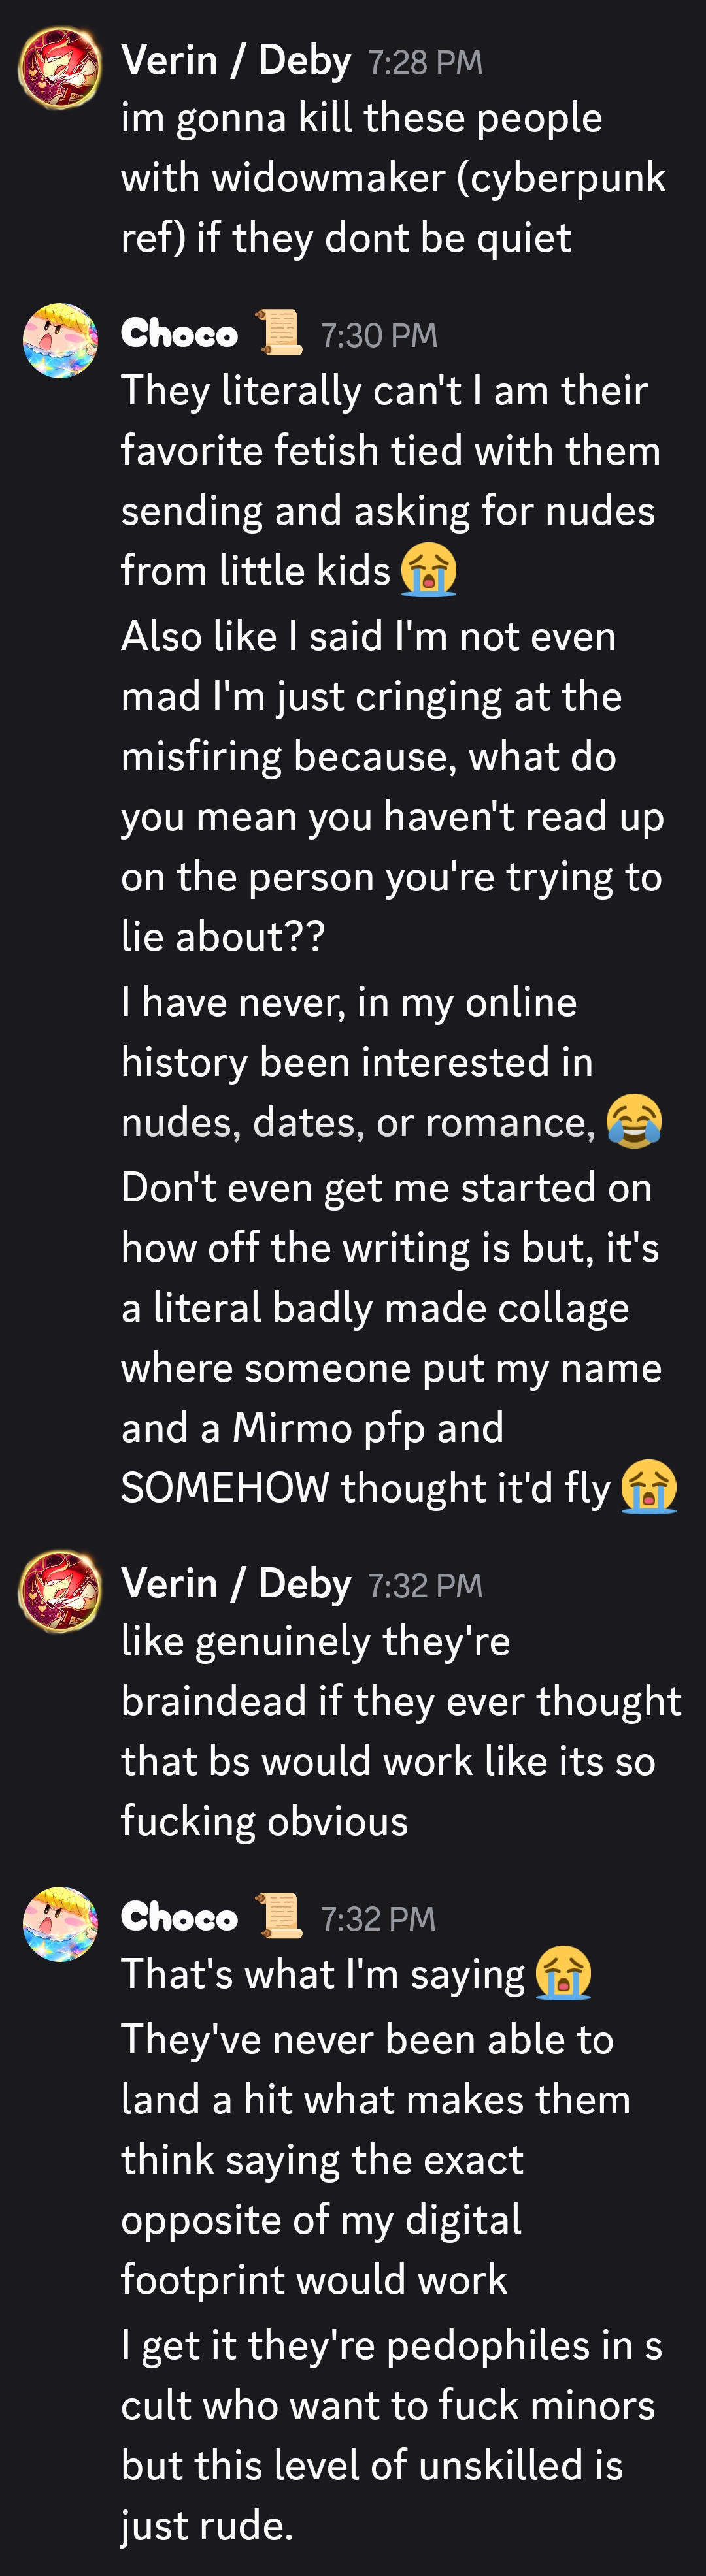 Verin / Deby 7:28 PM
im gonna kill these people
with widowmaker (cyberpunk
ref) if they dont be quiet
Choco 📜 7:30 PM
They literally can't I am their
favorite fetish tied with them
sending and asking for nudes
from little kids 😭
Also like I said I'm not even
mad I'm just cringing at the
misfiring because, what do
you mean you haven't read up
on the person you're trying to
lie about??
I have never, in my online
history been interested in
nudes, dates, or romance, 😂
Don't even get me started on
how off the writing is but, it's
a literal badly made collage
where someone put my name
and a Mirmo pfp and
SOMEHOW thought it'd fly 😭
Verin / Deby 7:32 PM
like genuinely they're
braindead if they ever thought
that bs would work like its so
fucking obvious
Choco 📜 7:32 PM
That's what I'm saying 😭
They've never been able to
land a hit what makes them
think saying the exact
opposite of my digital
footprint would work
I get it they're pedophiles in s
cult who want to fuck minors
but this level of unskilled is
just rude.